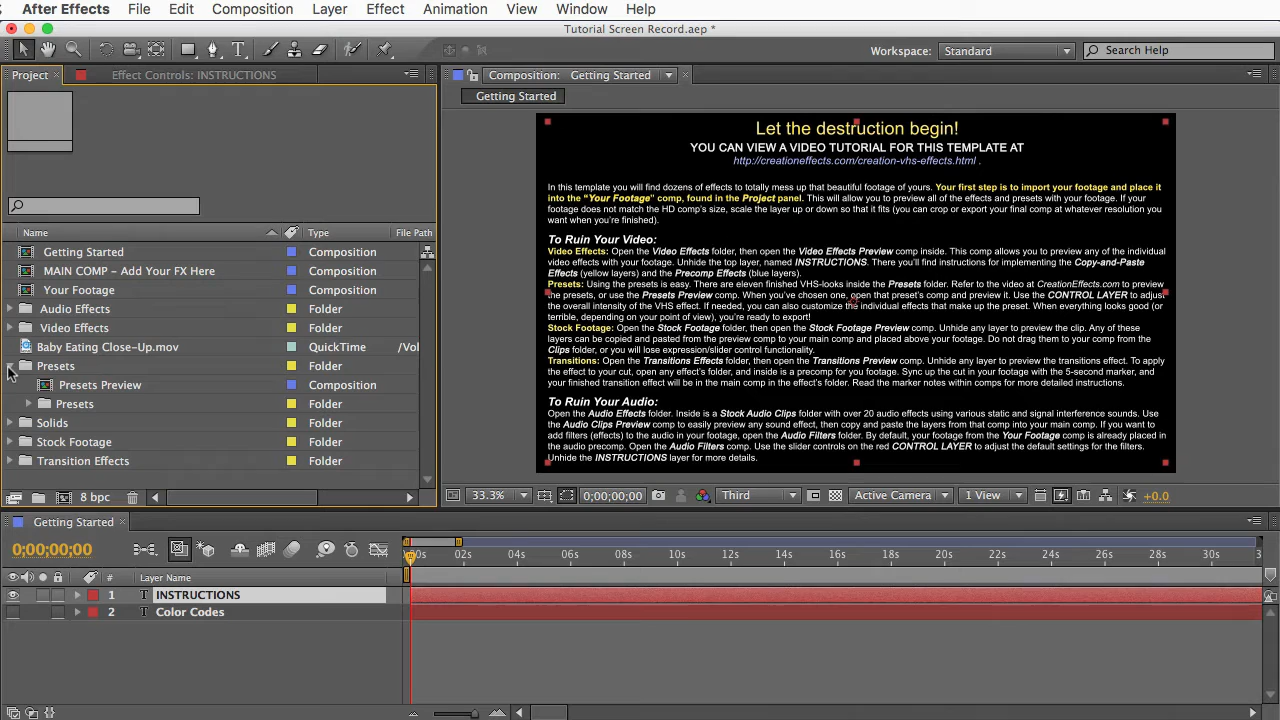 After Effects File Edit Composition Layer Effect Animation View Window Help
Tutorial Screen Record.aep *
Workspace: Standard Search Help
Project Effect Controls: INSTRUCTIONS
Composition: Getting Started
Getting Started
Let the destruction begin!
YOU CAN VIEW A VIDEO TUTORIAL FOR THIS TEMPLATE AT
http://creationeffects.com/creation-vhs-effects.html .
In this template you will find dozens of effects to totally mess up that beautiful footage of yours. Your first step is to import your footage and place it
into the “Your Footage” comp, found in the Project panel. This will allow you to preview all of the effects and presets with your footage. If your
footage does not match the HD comp's size, scale the layer up or down so that it fits (you can crop or export your final comp at whatever resolution you
want when you're finished).
To Ruin Your Video:
Video Effects: Open the Video Effects folder, then open the Video Effects Preview comp inside. This comp allows you to preview any of the individual
video effects with your footage. Unhide the top layer, named INSTRUCTIONS. There you'll find instructions for implementing the Copy-and-Paste
Effects (yellow layers) and the Precomp Effects (blue layers).
Presets: Using the presets is easy. There are eleven finished VHS-looks inside the Presets folder. Refer to the video at CreationEffects.com to preview
the presets, or use the Presets Preview comp. When you've chosen one, open that preset's comp and preview it. Use the CONTROL LAYER to adjust
the overall intensity of the VHS effect. If needed, you can also customize the individual effects that make up the preset. When everything looks good (or
terrible, depending on your point of view), you're ready to export!
Stock Footage: Open the Stock Footage folder, then open the Stock Footage Preview comp. Unhide any layer to preview the clip. Any of these
layers can be copied and pasted from the preview comp to your main comp and placed above your footage. Do not drag them to your comp from the
Clips folder, or you will lose expression/slider control functionality.
Transitions: Open the Transitions Effects folder, then open the Transitions Preview comp. Unhide any layer to preview the transitions effect. To apply
the effect to your cut, open any effect's folder, and inside is a precomp for you footage. Sync up the cut in your footage with the 5-second marker, and
your finished transition effect will be in the main comp in the effect's folder. Read the marker notes within comps for more detailed instructions.
To Ruin Your Audio:
Open the Audio Effects folder. Inside is a Stock Audio Clips folder with over 20 audio effects using various static and signal interference sounds. Use
the Audio Clips Preview comp to easily preview any sound effect, then copy and paste the layers from that comp into your main comp. If you want to
add filters (effects) to the audio in your footage, open the Audio Filters folder. By default, your footage from the Your Footage comp is already placed in
the audio precomp. Open the Audio Filters comp. Use the slider controls on the red CONTROL LAYER to adjust the default settings for the filters.
Unhide the INSTRUCTIONS layer for more details.
Name Type File Path
Getting Started Composition
MAIN COMP – Add Your FX Here Composition
Your Footage Composition
Audio Effects Folder
Video Effects Folder
Baby Eating Close-Up.mov QuickTime /Vol
Presets Folder
Presets Preview Composition
Presets Folder
Solids Folder
Stock Footage Folder
Transition Effects Folder
8 bpc
33.3% 0;00;00;00 Third Active Camera 1 View +0.0
Getting Started
0;00;00;00
:00s 02s 04s 06s 08s 10s 12s 14s 16s 18s 20s 22s 24s 26s 28s 30s 3
# Layer Name
1 T INSTRUCTIONS
2 T Color Codes